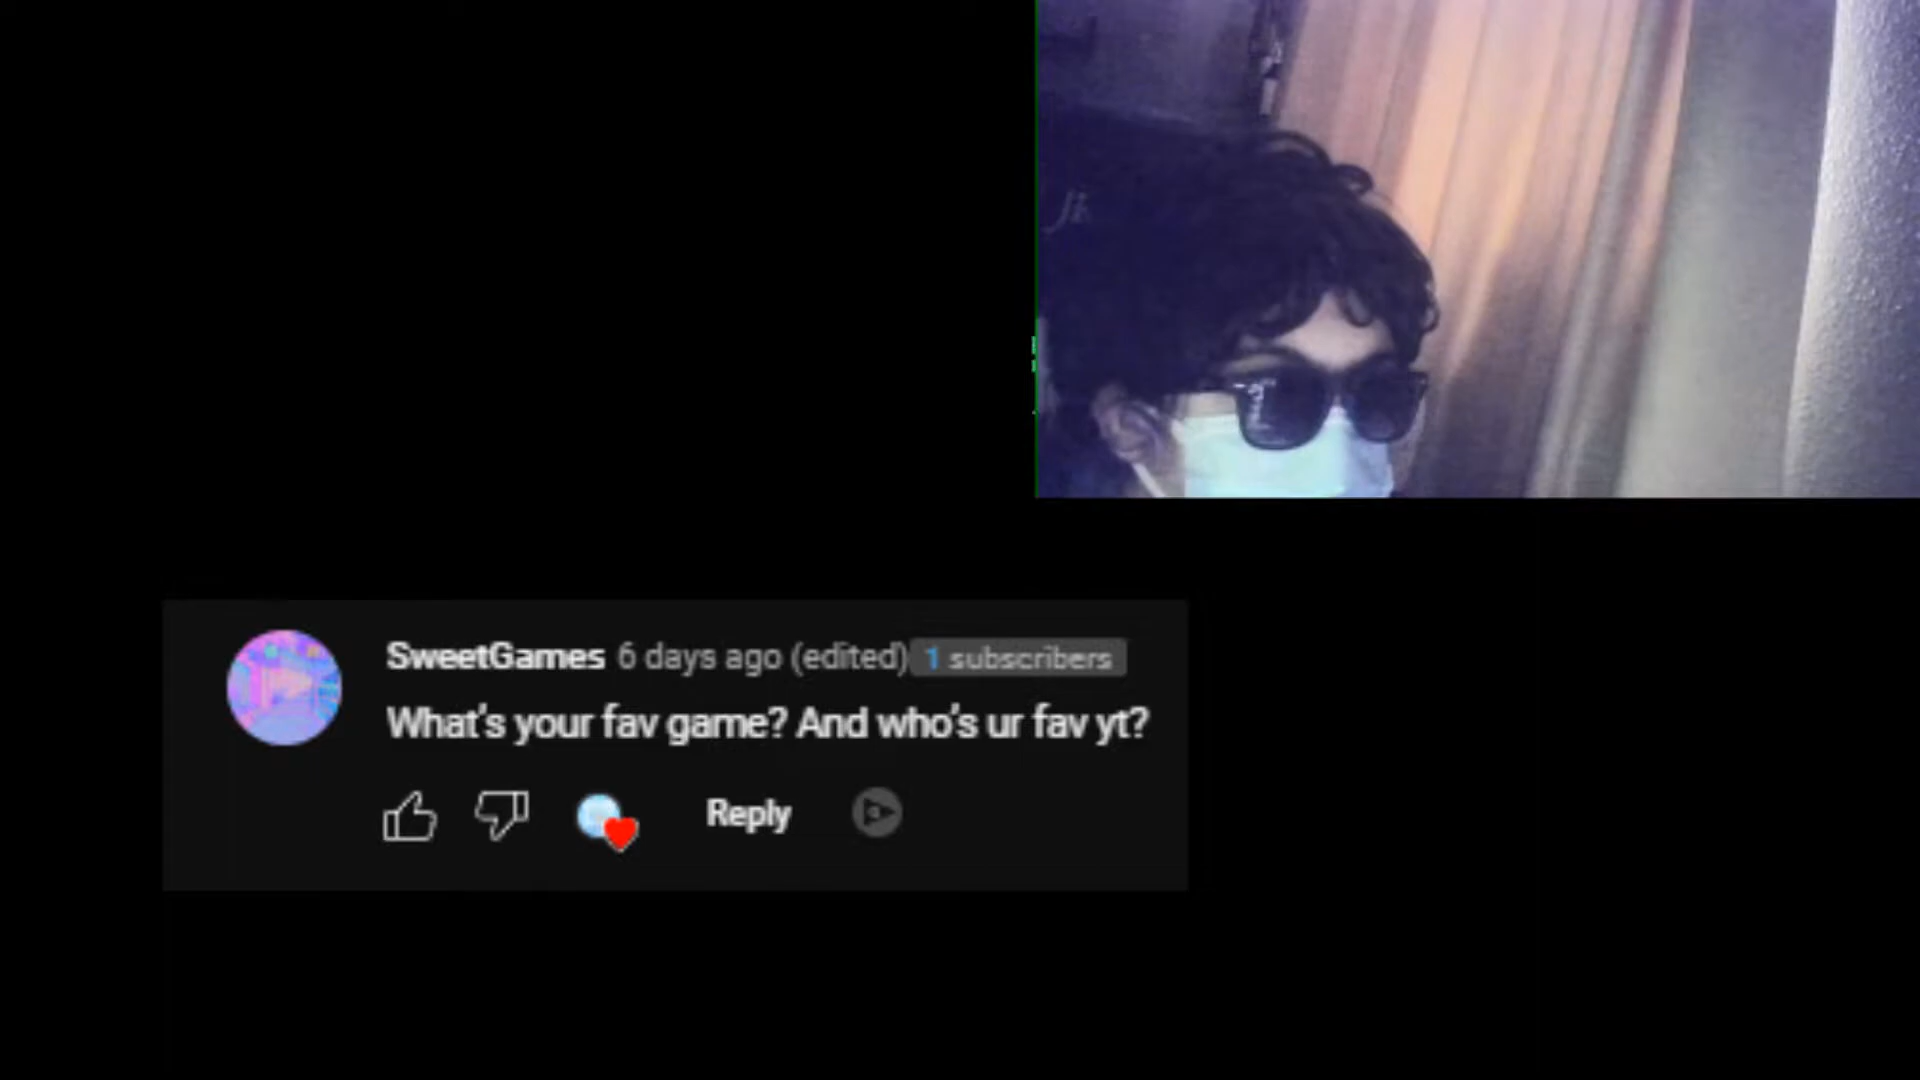 SweetGames 6 days ago (edited) 1 subscribers
What's your fav game? And who's ur fav yt?
Reply